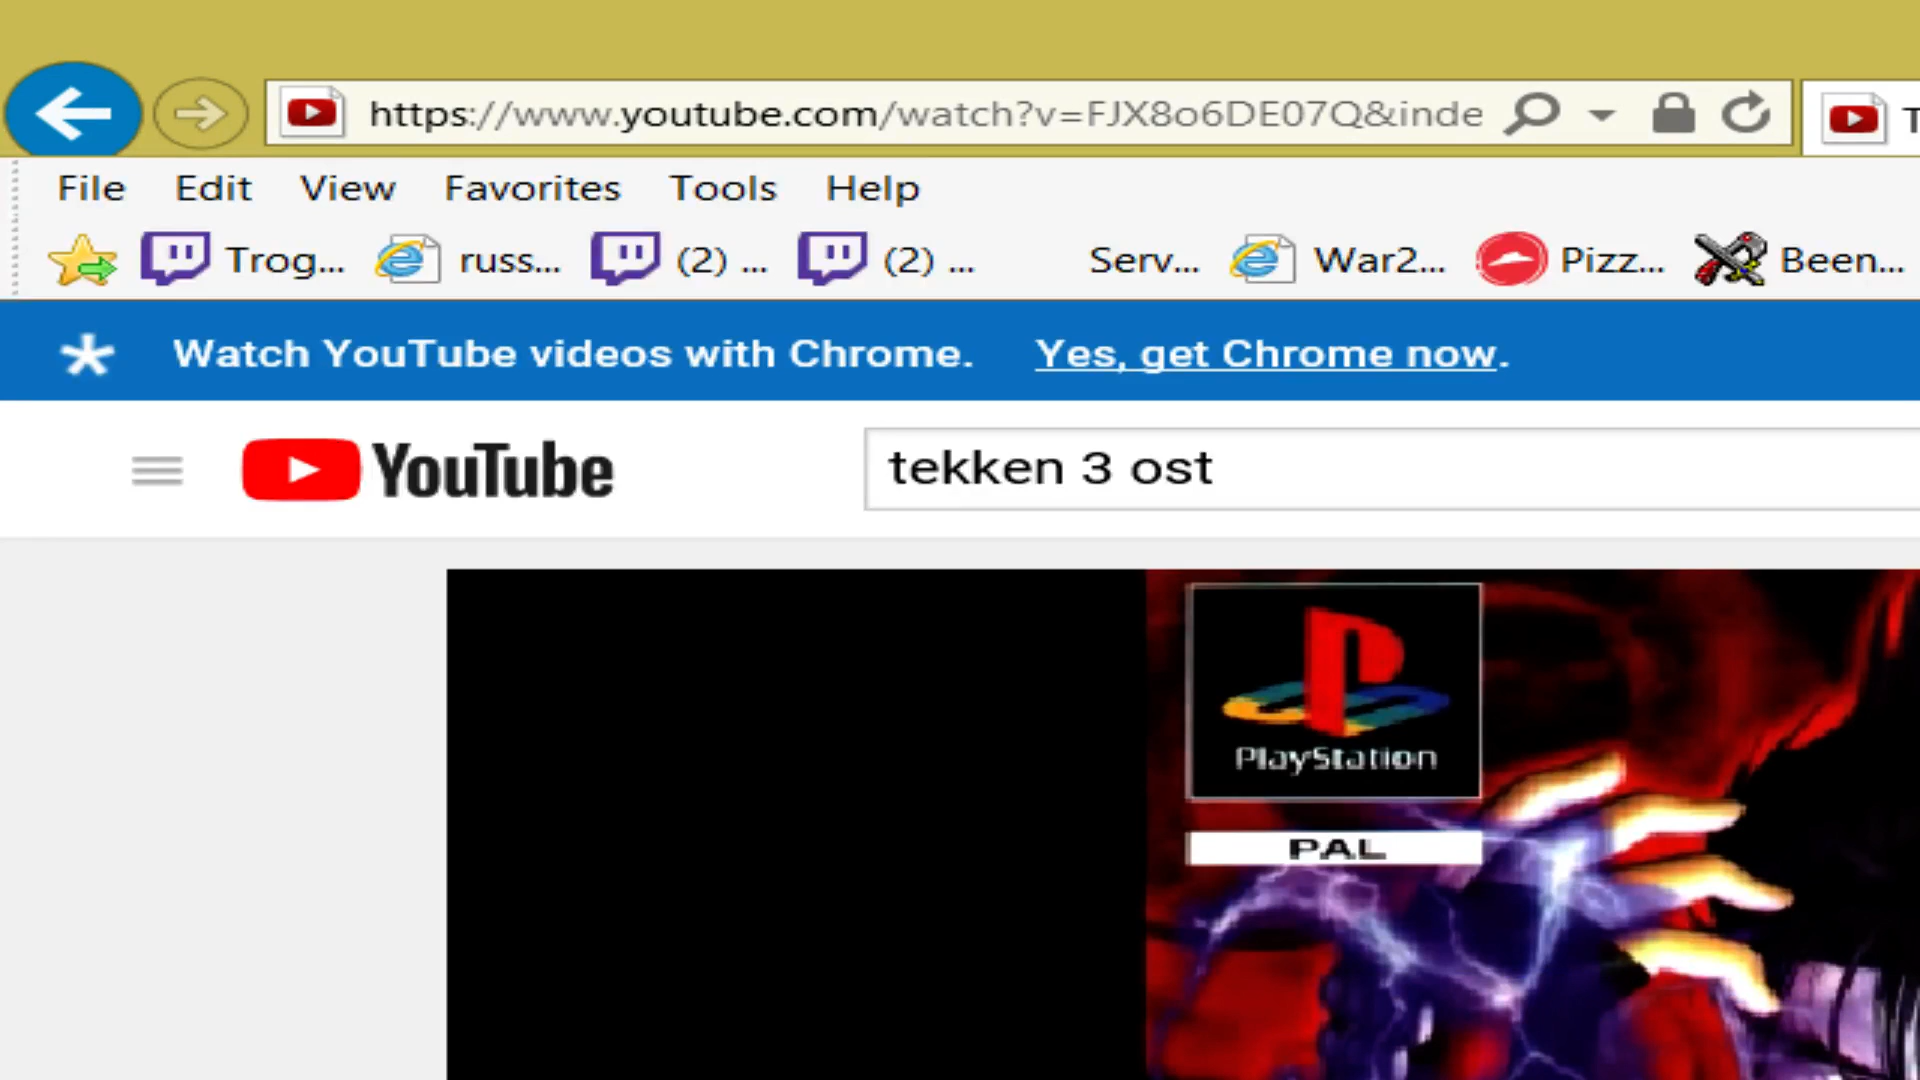 https://www.youtube.com/watch?v=FJX8o6DE07Q&inde T
File Edit View Favorites Tools Help
Trog... russ... (2) ... (2) ... Serv... War2... Pizz... Been...
Watch YouTube videos with Chrome. Yes, get Chrome now.
YouTube tekken 3 ost
PlayStation
PAL